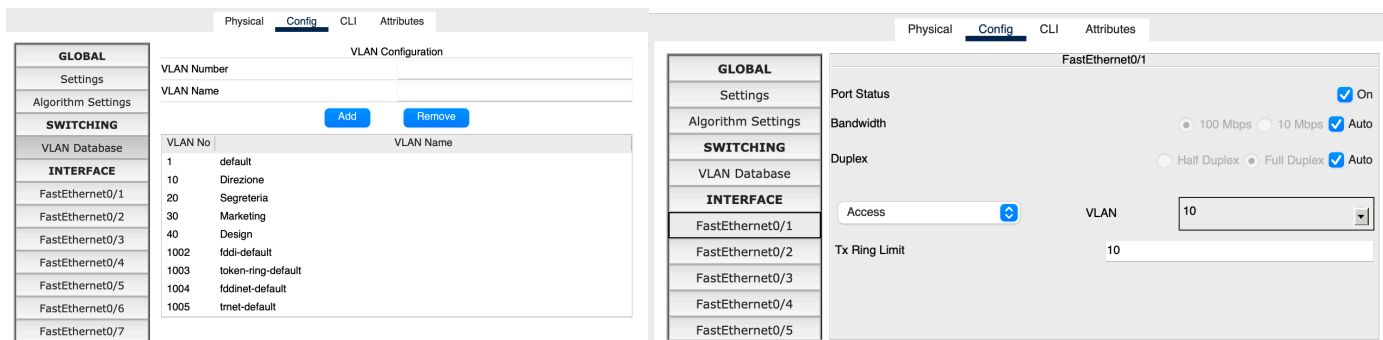 Physical Config CLI Attributes
GLOBAL
Settings
Algorithm Settings
SWITCHING
VLAN Database
INTERFACE
FastEthernet0/1
FastEthernet0/2
FastEthernet0/3
FastEthernet0/4
FastEthernet0/5
FastEthernet0/6
FastEthernet0/7
VLAN Configuration
VLAN Number
VLAN Name
Add Remove
VLAN No VLAN Name
1 default
10 Direzione
20 Segreteria
30 Marketing
40 Design
1002 fddi-default
1003 token-ring-default
1004 fddinet-default
1005 trnet-default
Physical Config CLI Attributes
GLOBAL
Settings
Algorithm Settings
SWITCHING
VLAN Database
INTERFACE
FastEthernet0/1
FastEthernet0/2
FastEthernet0/3
FastEthernet0/4
FastEthernet0/5
FastEthernet0/1
Port Status On
Bandwidth 100 Mbps 10 Mbps Auto
Duplex Half Duplex Full Duplex Auto
Access VLAN 10
Tx Ring Limit 10